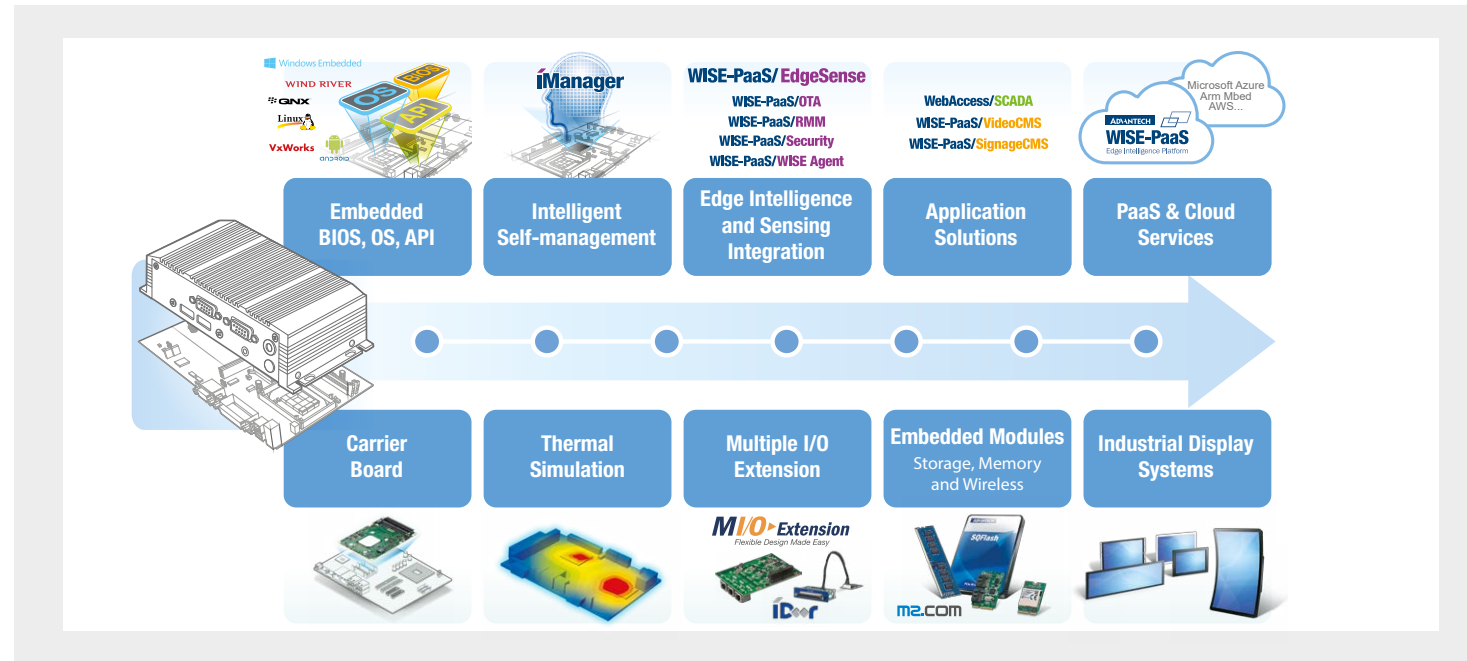 Windows Embedded
WIND RIVER
QNX
Linux
VxWorks
android
OS
BIOS
API
Embedded
BIOS, OS, API
iManager
Intelligent
Self-management
WISE-PaaS/EdgeSense
WISE-PaaS/OTA
WISE-PaaS/RMM
WISE-PaaS/Security
WISE-PaaS/WISE Agent
Edge Intelligence
and Sensing
Integration
WebAccess/SCADA
WISE-PaaS/VideoCMS
WISE-PaaS/SignageCMS
Application
Solutions
Microsoft Azure
Arm Mbed
AWS...
ADVANTECH
WISE-PaaS
Edge Intelligence Platform
PaaS & Cloud
Services
Carrier
Board
Thermal
Simulation
Multiple I/O
Extension
MI/O Extension
Flexible Design Made Easy
iDoor
Embedded Modules
Storage, Memory
and Wireless
SQFlash
m2.com
Industrial Display
Systems